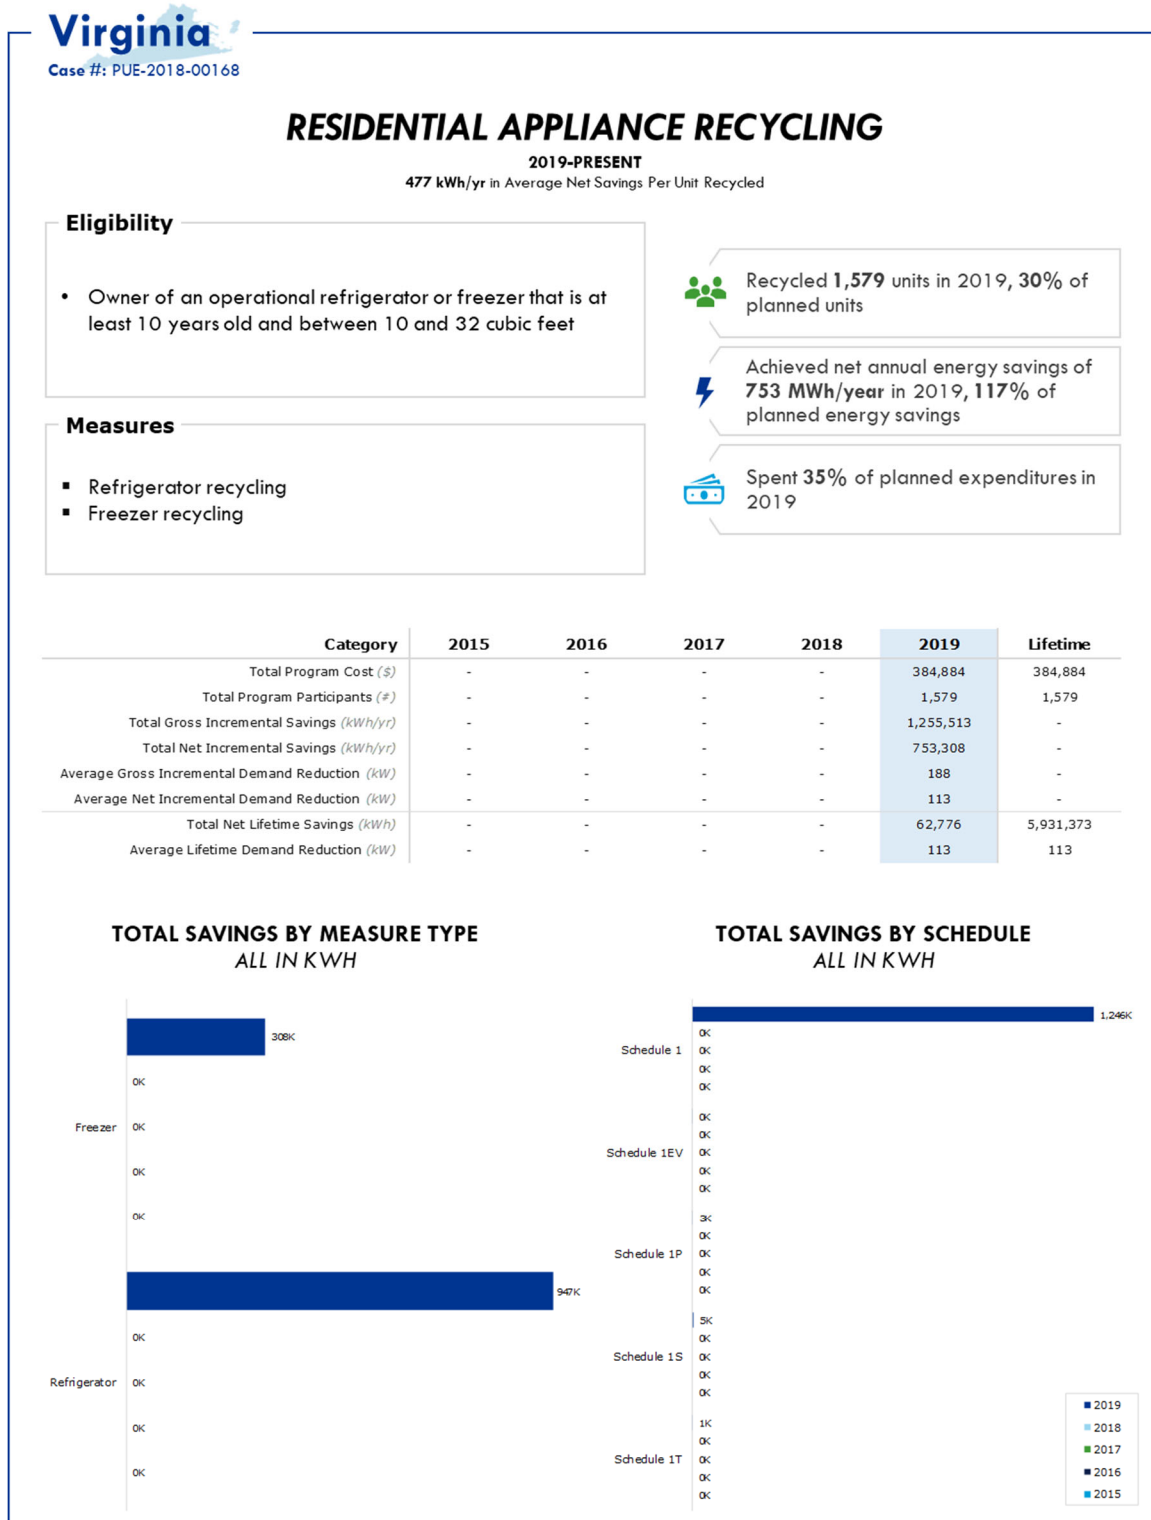 Virginia
Case #: PUE-2018-00168
RESIDENTIAL APPLIANCE RECYCLING
2019-PRESENT
477 kWh/yr in Average Net Savings Per Unit Recycled
Eligibility
• Owner of an operational refrigerator or freezer that is at
least 10 years old and between 10 and 32 cubic feet
Measures
▪ Refrigerator recycling
▪ Freezer recycling
Recycled 1,579 units in 2019, 30% of
planned units
Achieved net annual energy savings of
753 MWh/year in 2019, 117% of
planned energy savings
Spent 35% of planned expenditures in
2019
Category 2015 2016 2017 2018 2019 Lifetime
Total Program Cost ($) - - - - 384,884 384,884
Total Program Participants (#) - - - - 1,579 1,579
Total Gross Incremental Savings (kWh/yr) - - - - 1,255,513 -
Total Net Incremental Savings (kWh/yr) - - - - 753,308 -
Average Gross Incremental Demand Reduction (kW) - - - - 188 -
Average Net Incremental Demand Reduction (kW) - - - - 113 -
Total Net Lifetime Savings (kWh) - - - - 62,776 5,931,373
Average Lifetime Demand Reduction (kW) - - - - 113 113
TOTAL SAVINGS BY MEASURE TYPE
ALL IN KWH
308K
0K
Freezer 0K
0K
0K
947K
0K
Refrigerator 0K
0K
0K
TOTAL SAVINGS BY SCHEDULE
ALL IN KWH
1,246K
0K
Schedule 1 0K
0K
0K
0K
0K
Schedule 1EV 0K
0K
0K
3K
0K
Schedule 1P 0K
0K
0K
5K
0K
Schedule 1S 0K
0K
0K
1K
0K
Schedule 1T 0K
0K
0K
2019
2018
2017
2016
2015